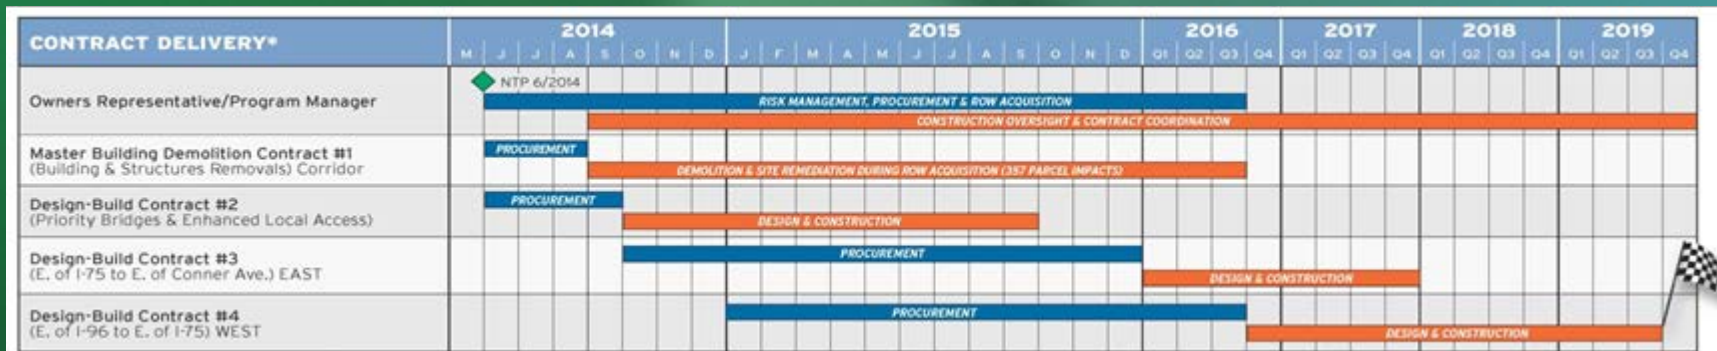 CONTRACT DELIVERY*
2014 2015 2016 2017 2018 2019
M J J A S O N D J F M A M J J A S O N D Q1 Q2 Q3 Q4 Q1 Q2 Q3 Q4 Q1 Q2 Q3 Q4 Q1 Q2 Q3 Q4
NTP 6/2014
Owners Representative/Program Manager
RISK MANAGEMENT, PROCUREMENT & ROW ACQUISITION
CONSTRUCTION OVERSIGHT & CONTRACT COORDINATION
Master Building Demolition Contract #1
(Building & Structures Removals) Corridor
PROCUREMENT
DEMOLITION & SITE REMEDIATION DURING ROW ACQUISITION (357 PARCEL IMPACTS)
Design-Build Contract #2
(Priority Bridges & Enhanced Local Access)
PROCUREMENT
DESIGN & CONSTRUCTION
Design-Build Contract #3
(E. of I-75 to E. of Conner Ave.) EAST
PROCUREMENT
DESIGN & CONSTRUCTION
Design-Build Contract #4
(E. of I-96 to E. of I-75) WEST
PROCUREMENT
DESIGN & CONSTRUCTION